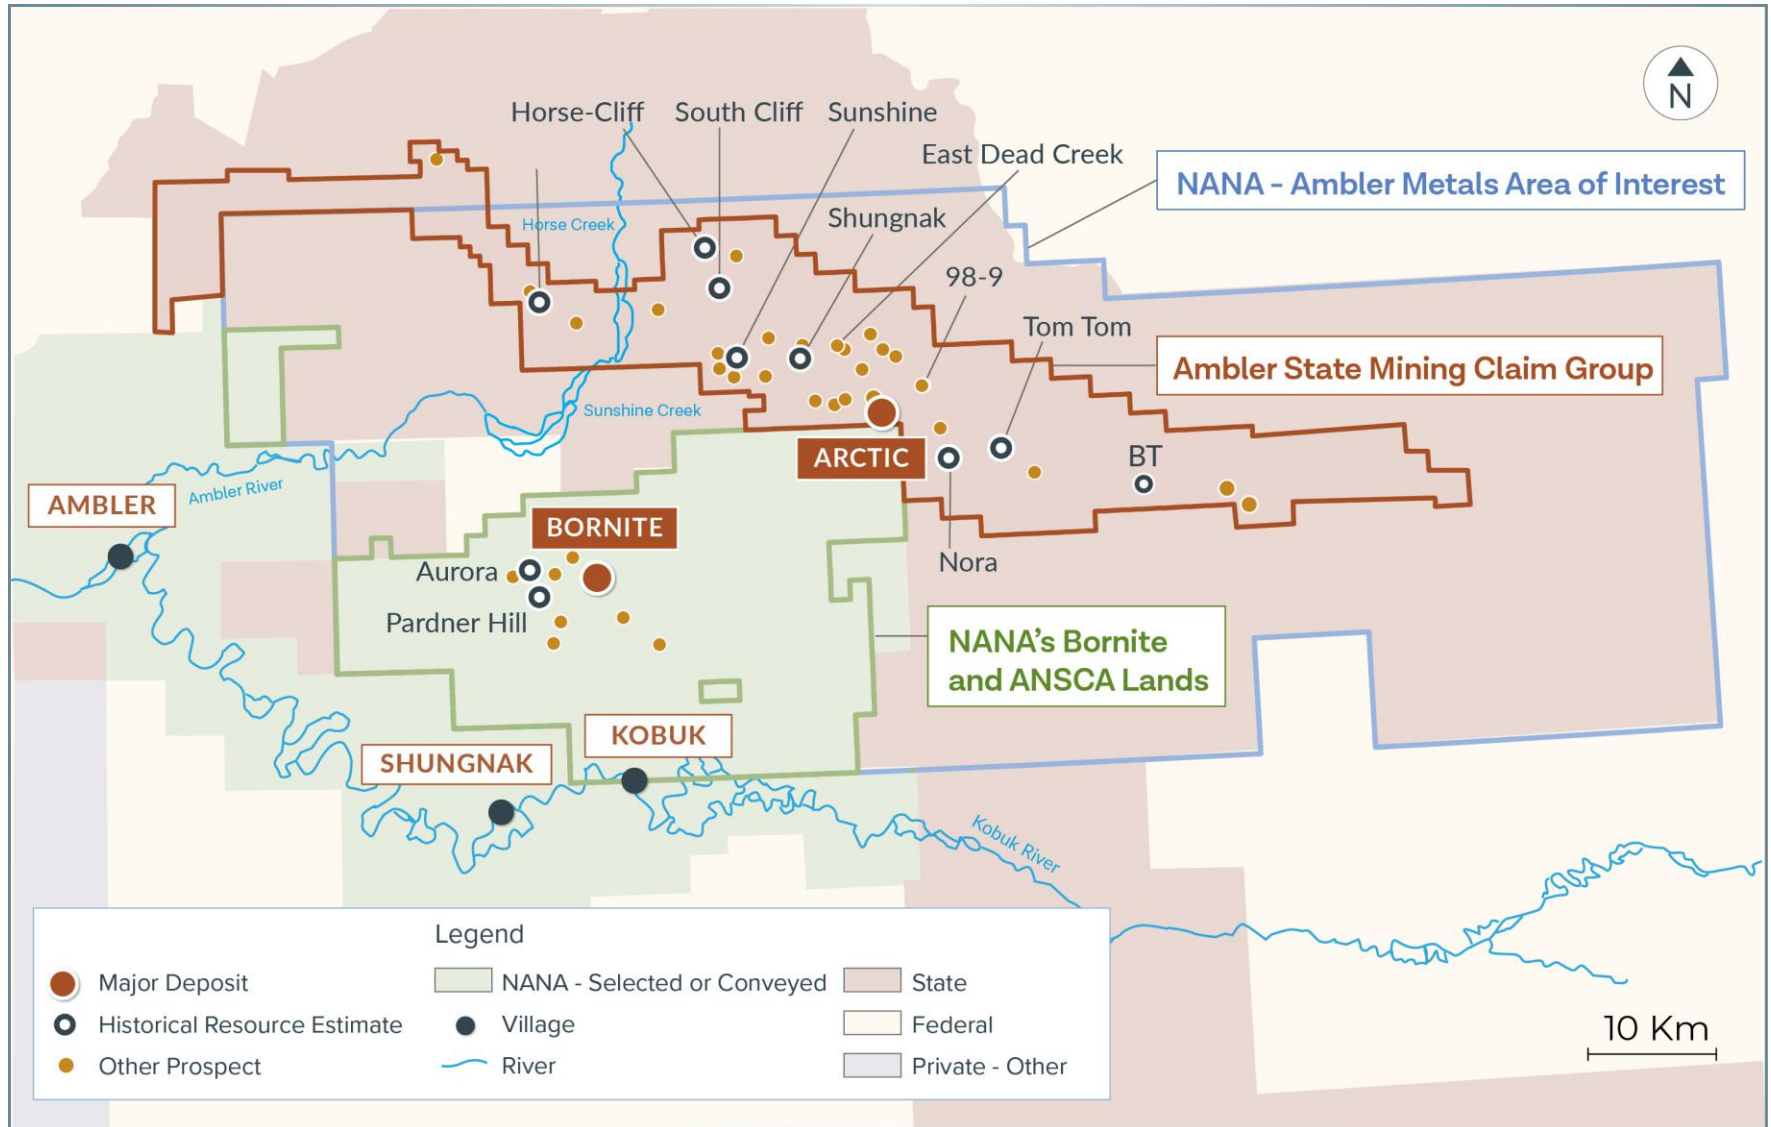 N
Horse-Cliff
South Cliff
Sunshine
East Dead Creek
NANA - Ambler Metals Area of Interest
Horse Creek
Shungnak
98-9
Tom Tom
Ambler State Mining Claim Group
Sunshine Creek
ARCTIC
BT
Ambler River
AMBLER
BORNITE
Nora
Aurora
Pardner Hill
NANA's Bornite
and ANSCA Lands
KOBUK
SHUNGNAK
Kobuk River
Legend
Major Deposit
Historical Resource Estimate
Other Prospect
NANA - Selected or Conveyed
Village
River
State
Federal
Private - Other
10 Km